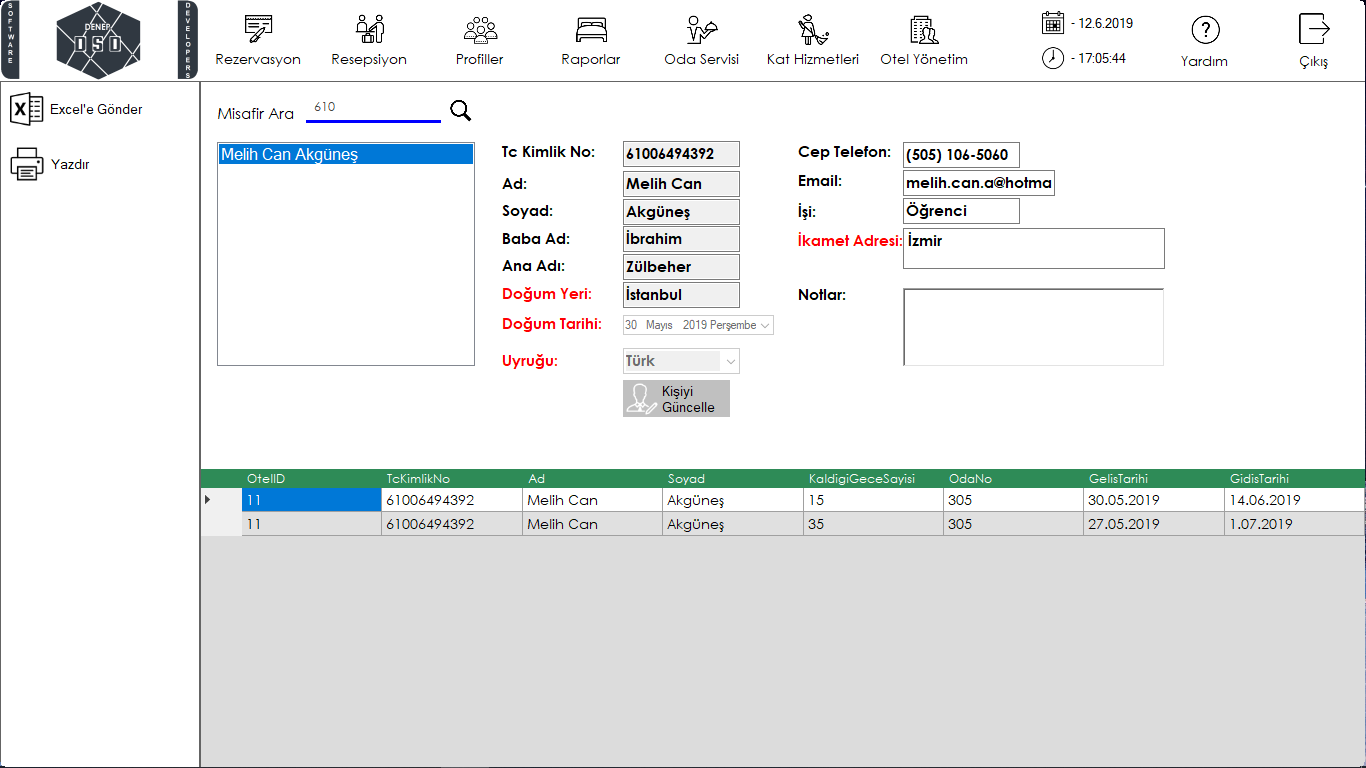 SOFTWARE
DENEP
DSD
DEVELOPERS
Rezervasyon
Resepsiyon
Profiller
Raporlar
Oda Servisi
Kat Hizmetleri
Otel Yönetim
- 12.6.2019
- 17:05:44
Yardım
Çıkış
Excel'e Gönder
Yazdır
Misafir Ara 610
Melih Can Akgüneş
Tc Kimlik No: 61006494392
Ad: Melih Can
Soyad: Akgüneş
Baba Ad: İbrahim
Ana Adı: Zülbeher
Doğum Yeri: İstanbul
Doğum Tarihi: 30 Mayıs 2019 Perşembe
Uyruğu: Türk
Kişiyi
Güncelle
Cep Telefon: (505) 106-5060
Email: melih.can.a@hotma
İşi: Öğrenci
İkamet Adresi: İzmir
Notlar:
OtelID TcKimlikNo Ad Soyad KaldigiGeceSayisi OdaNo GelisTarihi GidisTarihi
11 61006494392 Melih Can Akgüneş 15 305 30.05.2019 14.06.2019
11 61006494392 Melih Can Akgüneş 35 305 27.05.2019 1.07.2019